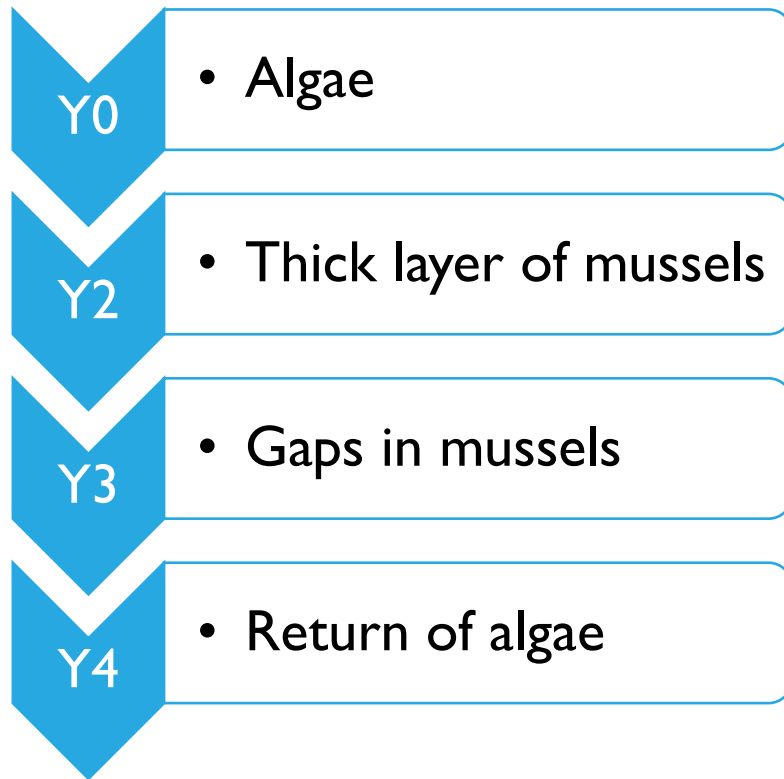 Y0
• Algae
Y2
• Thick layer of mussels
Y3
• Gaps in mussels
Y4
• Return of algae